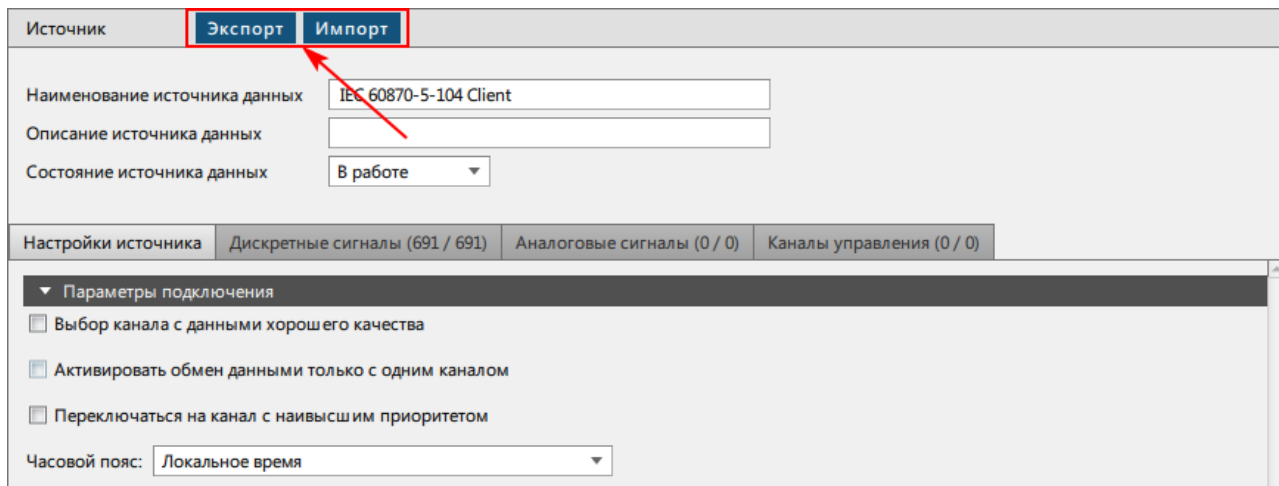 Источник Экспорт Импорт
Наименование источника данных IEC 60870-5-104 Client
Описание источника данных
Состояние источника данных В работе
Настройки источника Дискретные сигналы (691 / 691) Аналоговые сигналы (0 / 0) Каналы управления (0 / 0)
Параметры подключения
Выбор канала с данными хорошего качества
Активировать обмен данными только с одним каналом
Переключаться на канал с наивысшим приоритетом
Часовой пояс: Локальное время